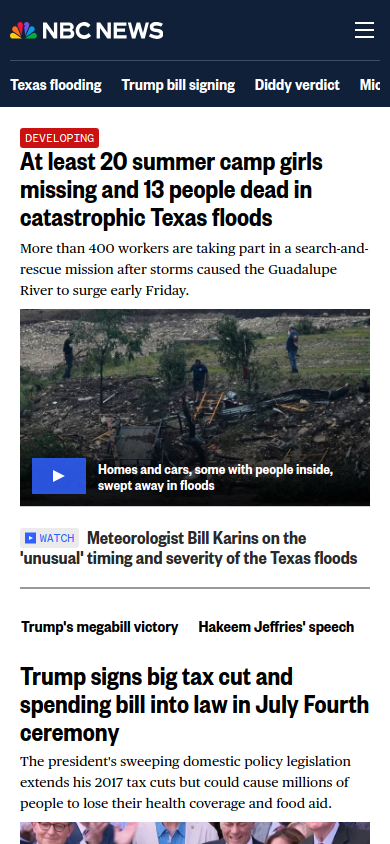 NBC NEWS
Texas flooding Trump bill signing Diddy verdict Mic
DEVELOPING
At least 20 summer camp girls
missing and 13 people dead in
catastrophic Texas floods
More than 400 workers are taking part in a search-and-
rescue mission after storms caused the Guadalupe
River to surge early Friday.
Homes and cars, some with people inside,
swept away in floods
WATCH Meteorologist Bill Karins on the
'unusual' timing and severity of the Texas floods
Trump's megabill victory Hakeem Jeffries' speech
Trump signs big tax cut and
spending bill into law in July Fourth
ceremony
The president's sweeping domestic policy legislation
extends his 2017 tax cuts but could cause millions of
people to lose their health coverage and food aid.